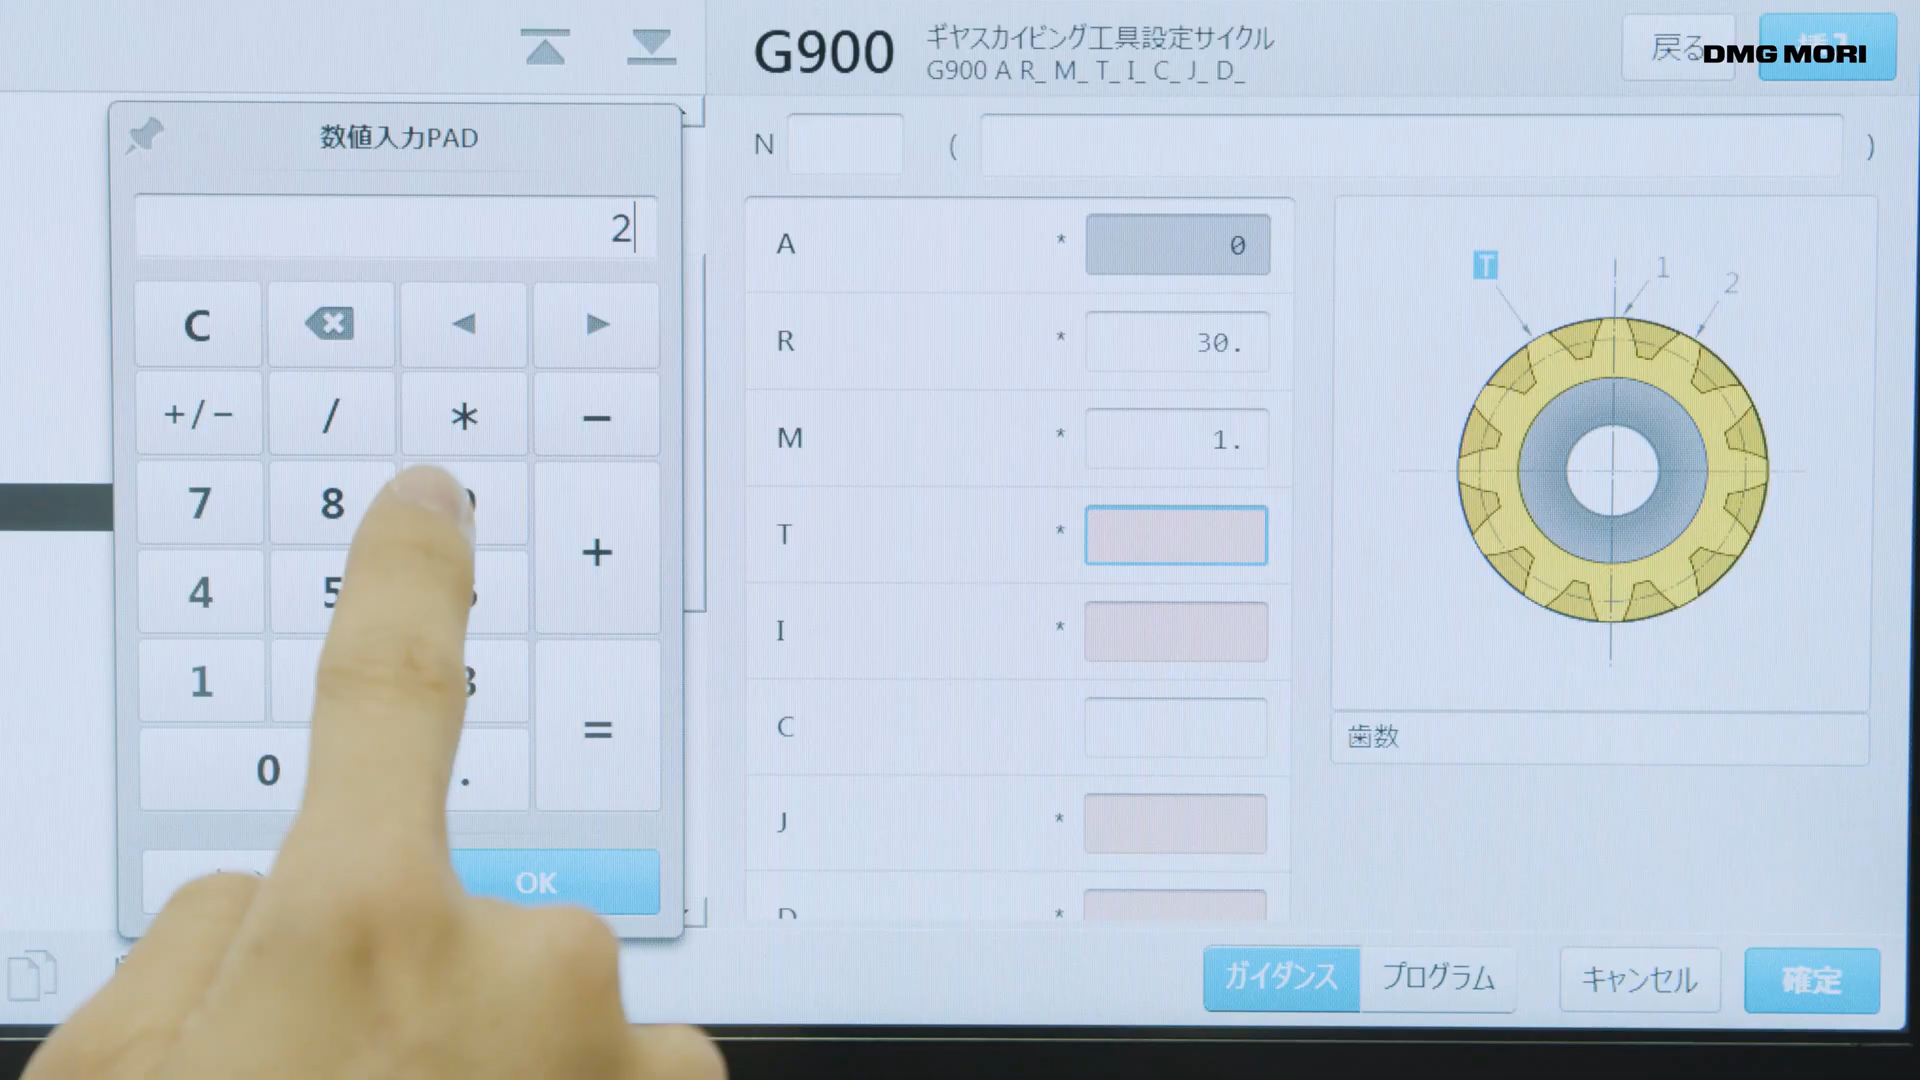 G900
ギヤスカイピング工具設定サイクル
G900 A R_ M_ T_ I_ C_ J_ D_
戻る
DMG MORI
数値入力PAD
2
C
+/− / * −
7 8
+
4 5
1 3
=
0 .
OK
N ( )
A * 0
R * 30.
M * 1.
T *
I *
C
J *
D *
T 1 2
歯数
ガイダンス
プログラム
キャンセル
確定